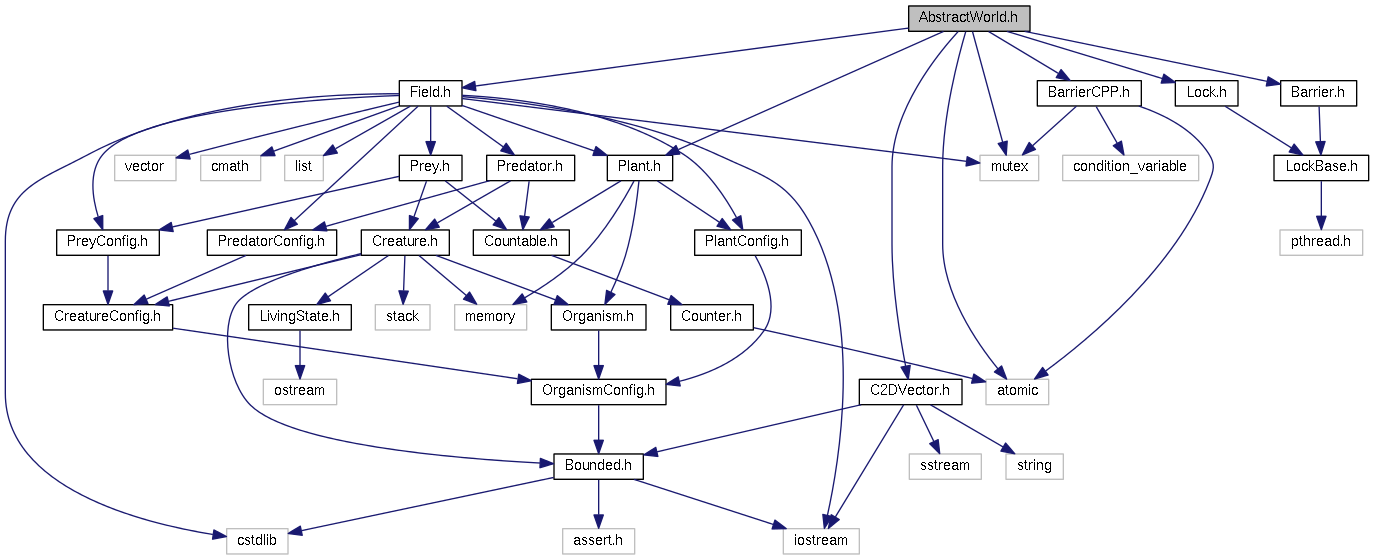 AbstractWorld.h
Field.h
BarrierCPP.h
Lock.h
Barrier.h
vector
cmath
list
Prey.h
Predator.h
Plant.h
mutex
condition_variable
LockBase.h
PreyConfig.h
PredatorConfig.h
Creature.h
Countable.h
PlantConfig.h
pthread.h
CreatureConfig.h
LivingState.h
stack
memory
Organism.h
Counter.h
ostream
OrganismConfig.h
C2DVector.h
atomic
Bounded.h
sstream
string
cstdlib
assert.h
iostream